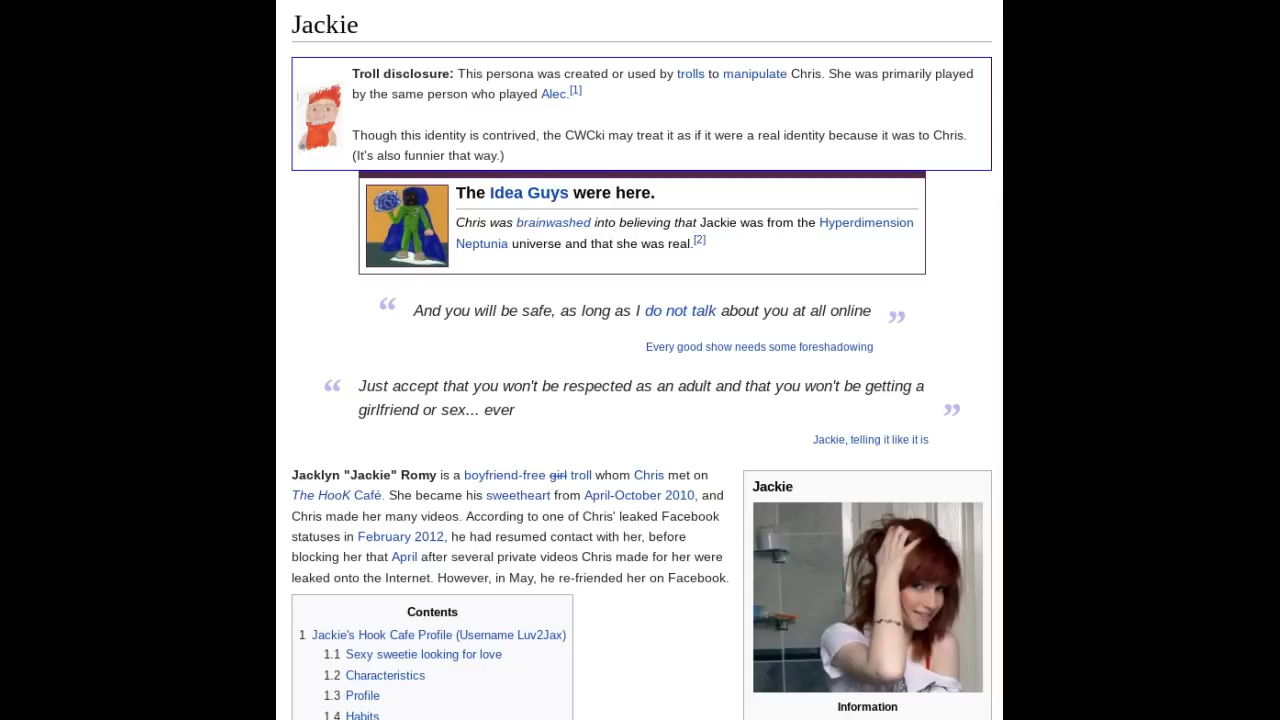 Jackie
Troll disclosure: This persona was created or used by trolls to manipulate Chris. She was primarily played
by the same person who played Alec.[1]
Though this identity is contrived, the CWCki may treat it as if it were a real identity because it was to Chris.
(It's also funnier that way.)
The Idea Guys were here.
Chris was brainwashed into believing that Jackie was from the Hyperdimension
Neptunia universe and that she was real.[2]
“ And you will be safe, as long as I do not talk about you at all online ”
Every good show needs some foreshadowing
“ Just accept that you won't be respected as an adult and that you won't be getting a
girlfriend or sex... ever ”
Jackie, telling it like it is
Jacklyn "Jackie" Romy is a boyfriend-free girl troll whom Chris met on
The HooK Café. She became his sweetheart from April-October 2010, and
Chris made her many videos. According to one of Chris' leaked Facebook
statuses in February 2012, he had resumed contact with her, before
blocking her that April after several private videos Chris made for her were
leaked onto the Internet. However, in May, he re-friended her on Facebook.
Contents
1 Jackie's Hook Cafe Profile (Username Luv2Jax)
1.1 Sexy sweetie looking for love
1.2 Characteristics
1.3 Profile
1.4 Habits
Jackie
Information